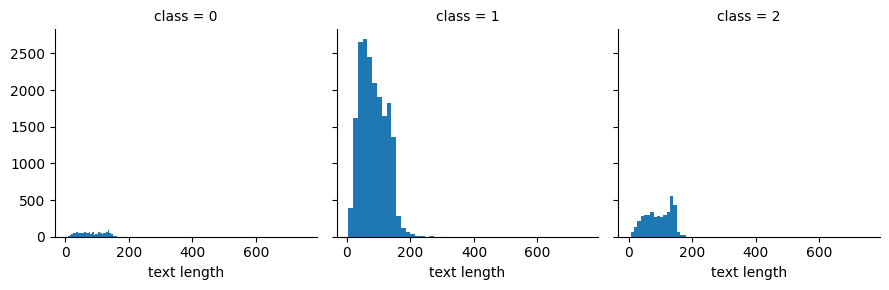 class = 0
class = 1
class = 2
2500
2000
1500
1000
500
0
0 200 400 600
0 200 400 600
0 200 400 600
text length
text length
text length